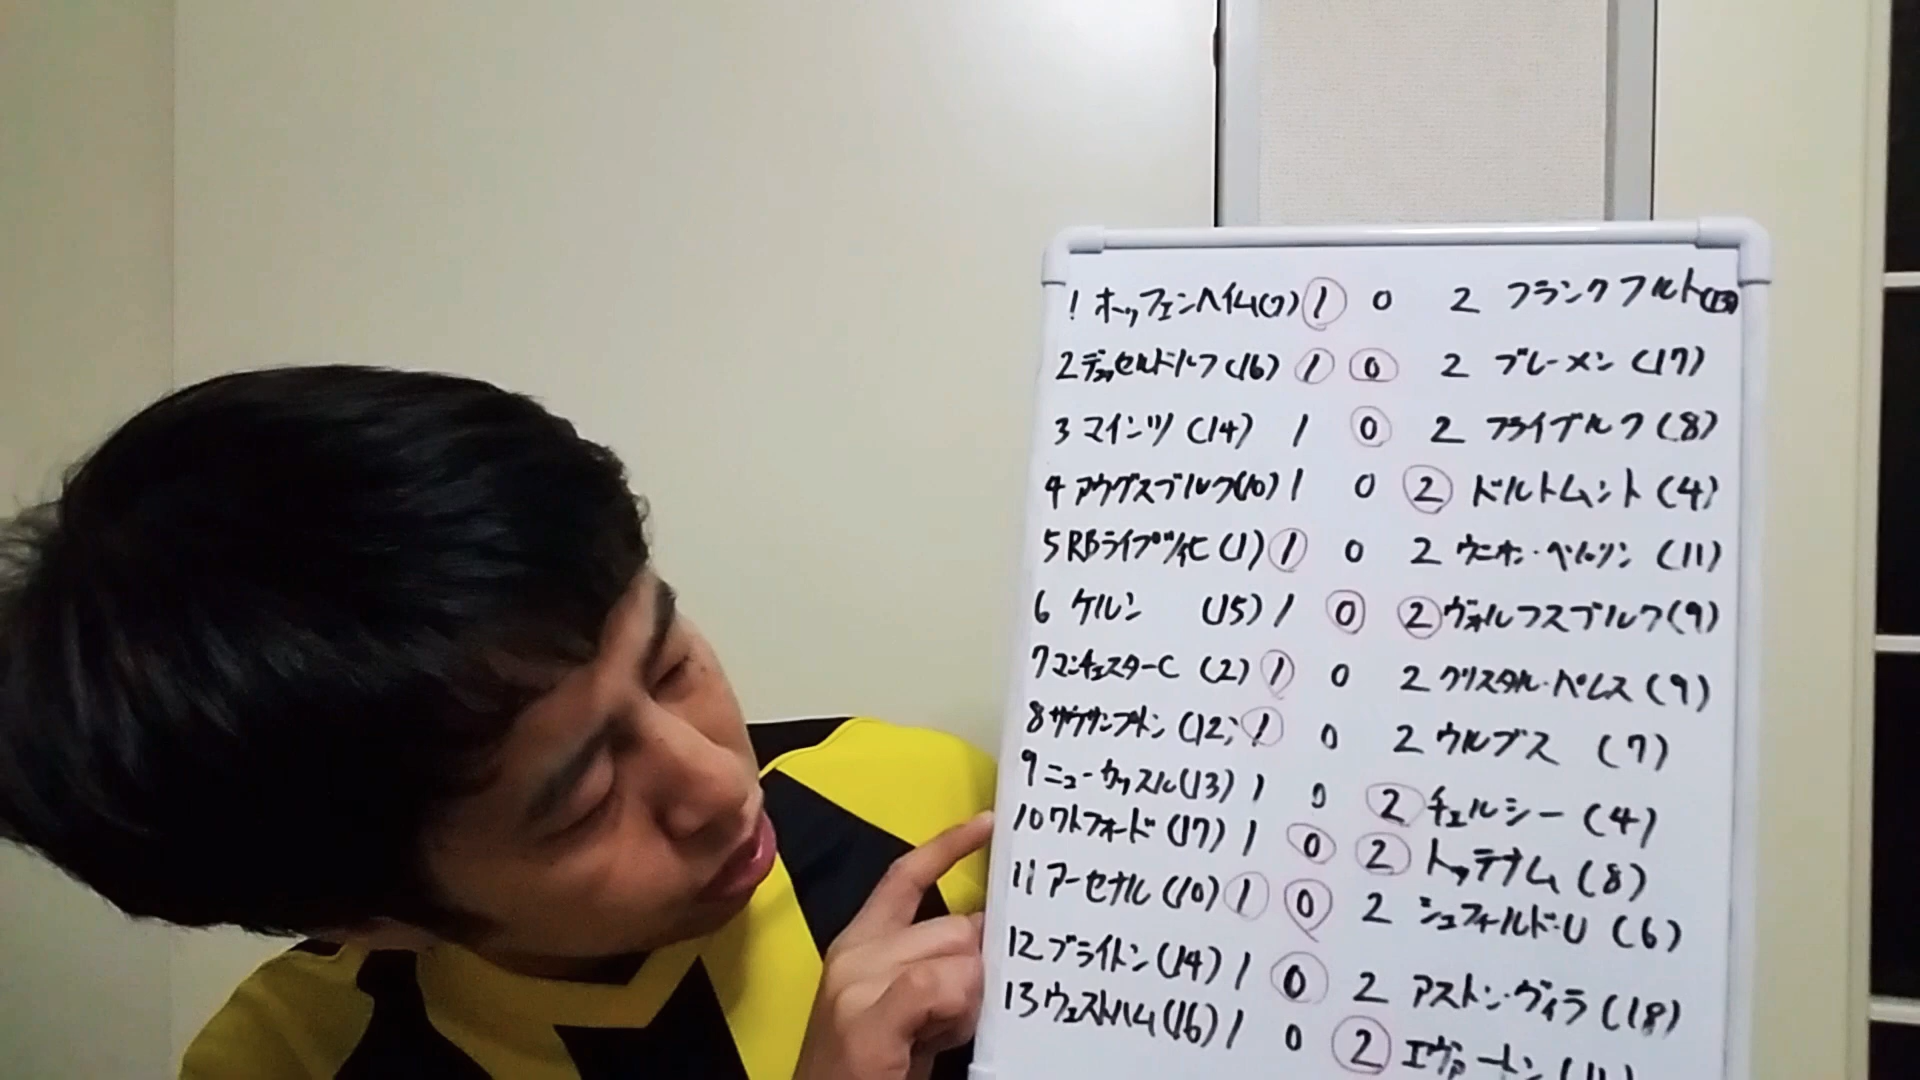 1 ホッフェンハイム(7) 1 0 2 フランクフルト(13)
2 デュッセルドルフ(16) 1 0 2 ブレーメン(17)
3 マインツ(14) 1 0 2 フライブルク(8)
4 アウグスブルク(10) 1 0 2 ドルトムント(4)
5 RBライプツィヒ(1) 1 0 2 ウニオン・ベルリン(11)
6 ケルン (15) 1 0 2 ヴォルフスブルク(9)
7 マンチェスターC (2) 1 0 2 クリスタル・パレス(9)
8 サウサンプトン(12) 1 0 2 ウルブス (7)
9 ニューカッスル(13) 1 0 2 チェルシー(4)
10 ワトフォード(17) 1 0 2 トッテナム(8)
11 アーセナル(10) 1 0 2 シェフィールド・U (6)
12 ブライトン(14) 1 0 2 アストン・ヴィラ(18)
13 ウェストハム(16) 1 0 2 エヴァートン